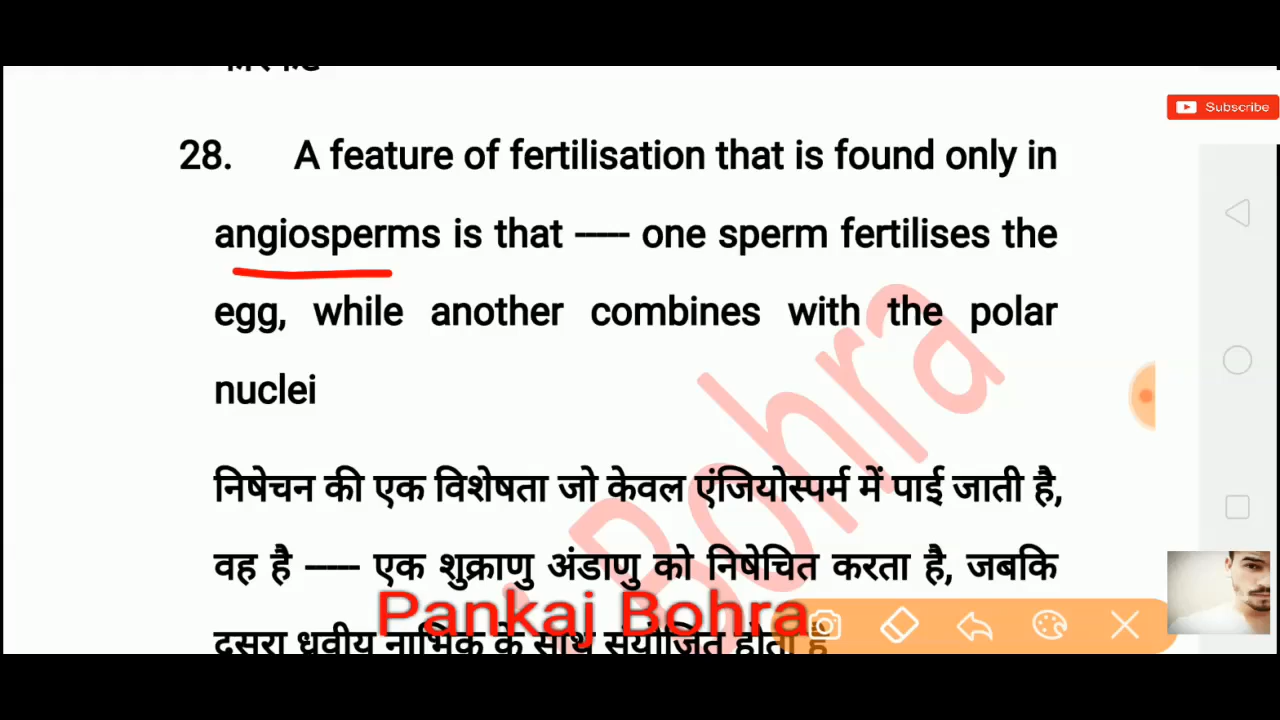 Subscribe
28. A feature of fertilisation that is found only in
angiosperms is that ----- one sperm fertilises the
egg, while another combines with the polar
nuclei
Bohra
निषेचन की एक विशेषता जो केवल एंजियोस्पर्म में पाई जाती है,
वह है ----- एक शुक्राणु अंडाणु को निषेचित करता है, जबकि
Pankaj Bohra
दूसरा ध्रुवीय नाभिक के साथ संयोजित होता है